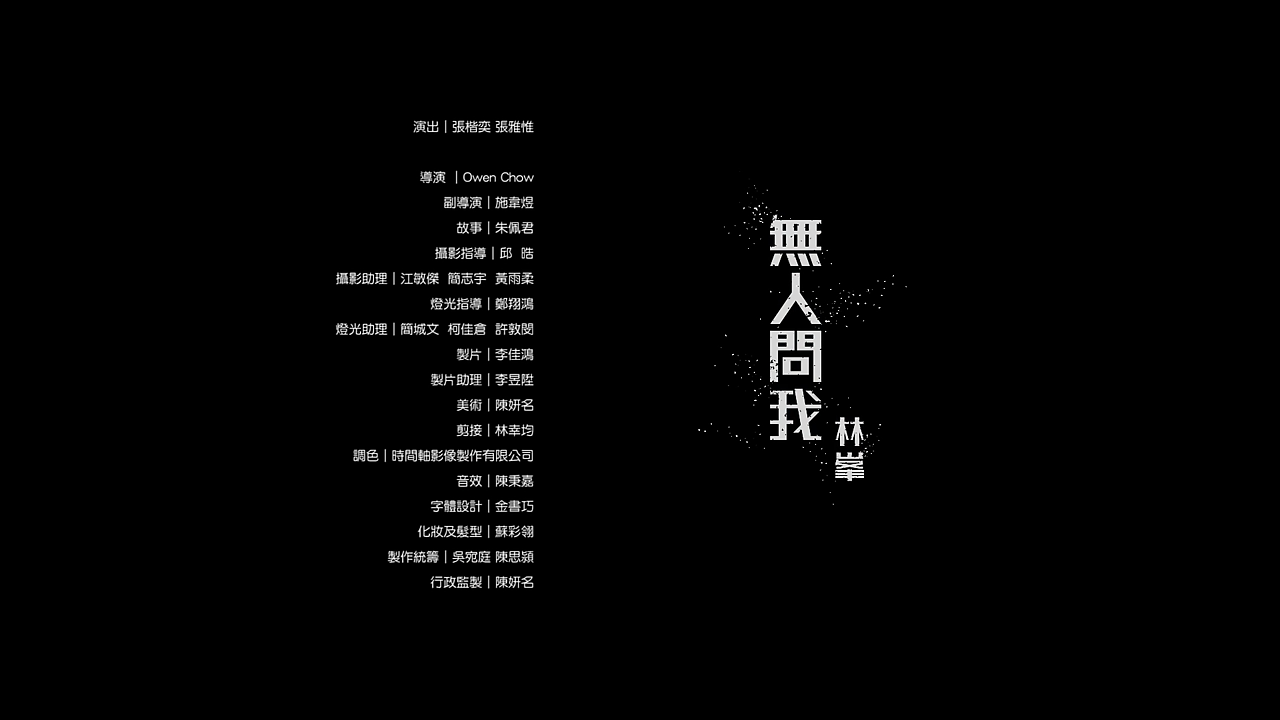 演出｜張楷奕 張雅惟
導演 ｜Owen Chow
副導演｜施韋煜
故事｜朱佩君
攝影指導｜邱 晧
攝影助理｜江敏傑 簡志宇 黃雨柔
燈光指導｜鄭翔鴻
燈光助理｜簡城文 柯佳倉 許敦閔
製片｜李佳鴻
製片助理｜李昱陞
美術｜陳妍名
剪接｜林幸均
調色｜時間軸影像製作有限公司
音效｜陳秉嘉
字體設計｜金書巧
化妝及髮型｜蘇彩翎
製作統籌｜吳宛庭 陳思潁
行政監製｜陳妍名
無人問我
林峯